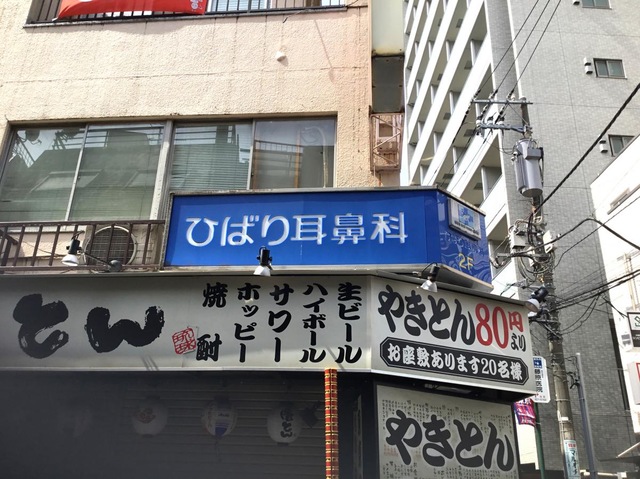 ひばり耳鼻科
2F
とん
生ビール
ハイボール
サワー
ホッピー
焼酎
やきとん80円より
お座敷あります20名様
やきとん